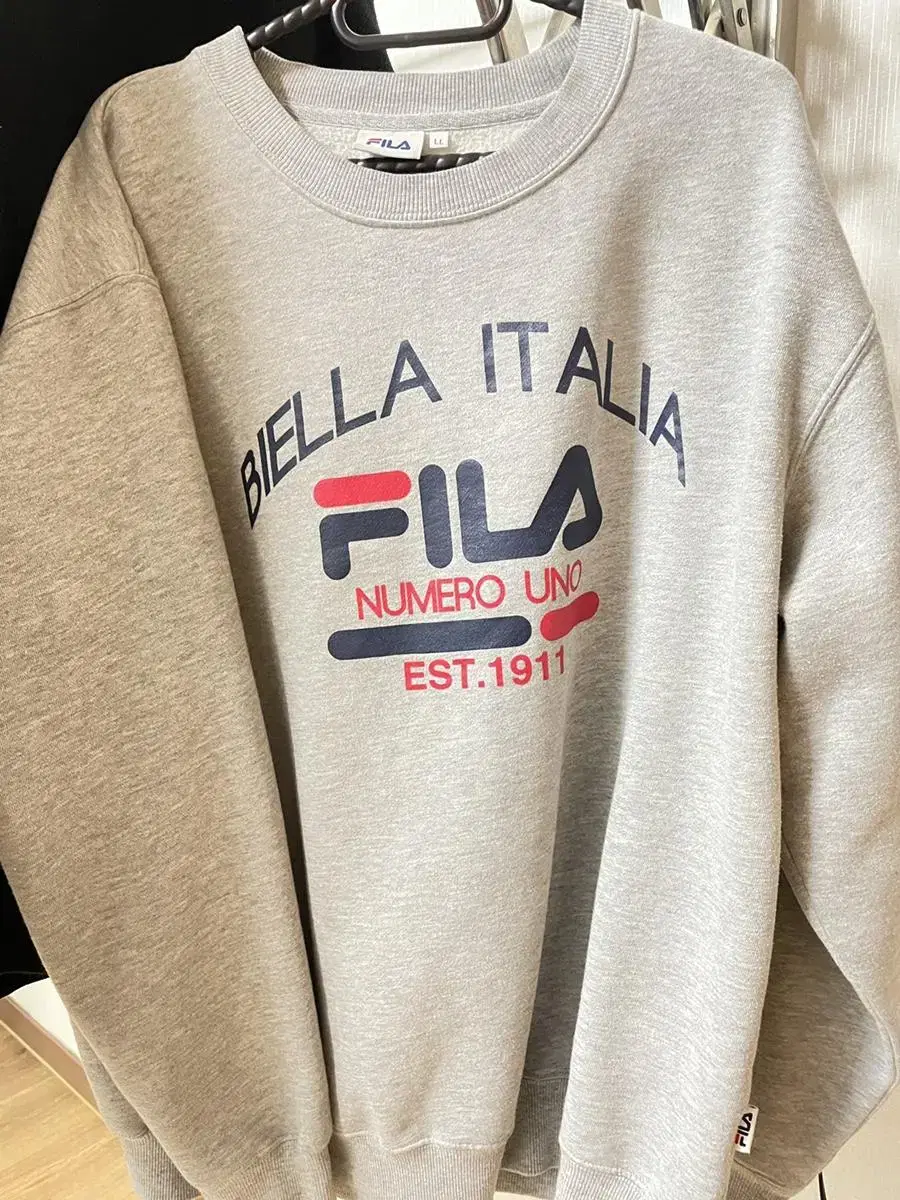 FILA
LL
BIELLA ITALIA
FILA
NUMERO UNO
EST.1911
FILA